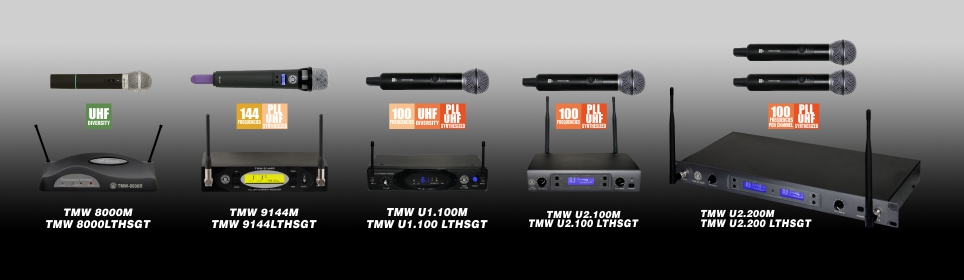 UHF
DIVERSITY
144
FREQUENCIES
PLL
UHF
SYNTHESIZED
100
FREQUENCIES
UHF
DIVERSITY
PLL
UHF
SYNTHESIZED
100
FREQUENCIES
PLL
UHF
SYNTHESIZED
100
FREQUENCIES
PER CHANNEL
PLL
UHF
SYNTHESIZED
TMW-8000R
TMW 8000M
TMW 8000LTHSGT
TMW 9144M
TMW 9144LTHSGT
TMW U1.100M
TMW U1.100 LTHSGT
TMW U2.100M
TMW U2.100 LTHSGT
TMW U2.200M
TMW U2.200 LTHSGT